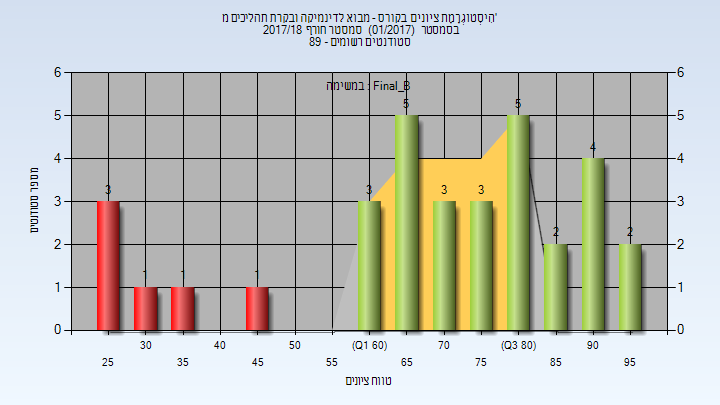 היסטוגרמת ציונים בקורס - מבוא לדינמיקה ובקרת תהליכים מ'
בסמסטר (01/2017) סמסטר חורף 2017/18
סטודנטים רשומים - 89
במשימה : Final_B
6 6
5 5
4 4
3 3
2 2
1 1
0 0
3 1 1 1 3 5 3 3 5 2 4 2
מספר סטודנטים
30 40 50 (Q1 60) 70 (Q3 80) 90
25 35 45 55 65 75 85 95
טווח ציונים